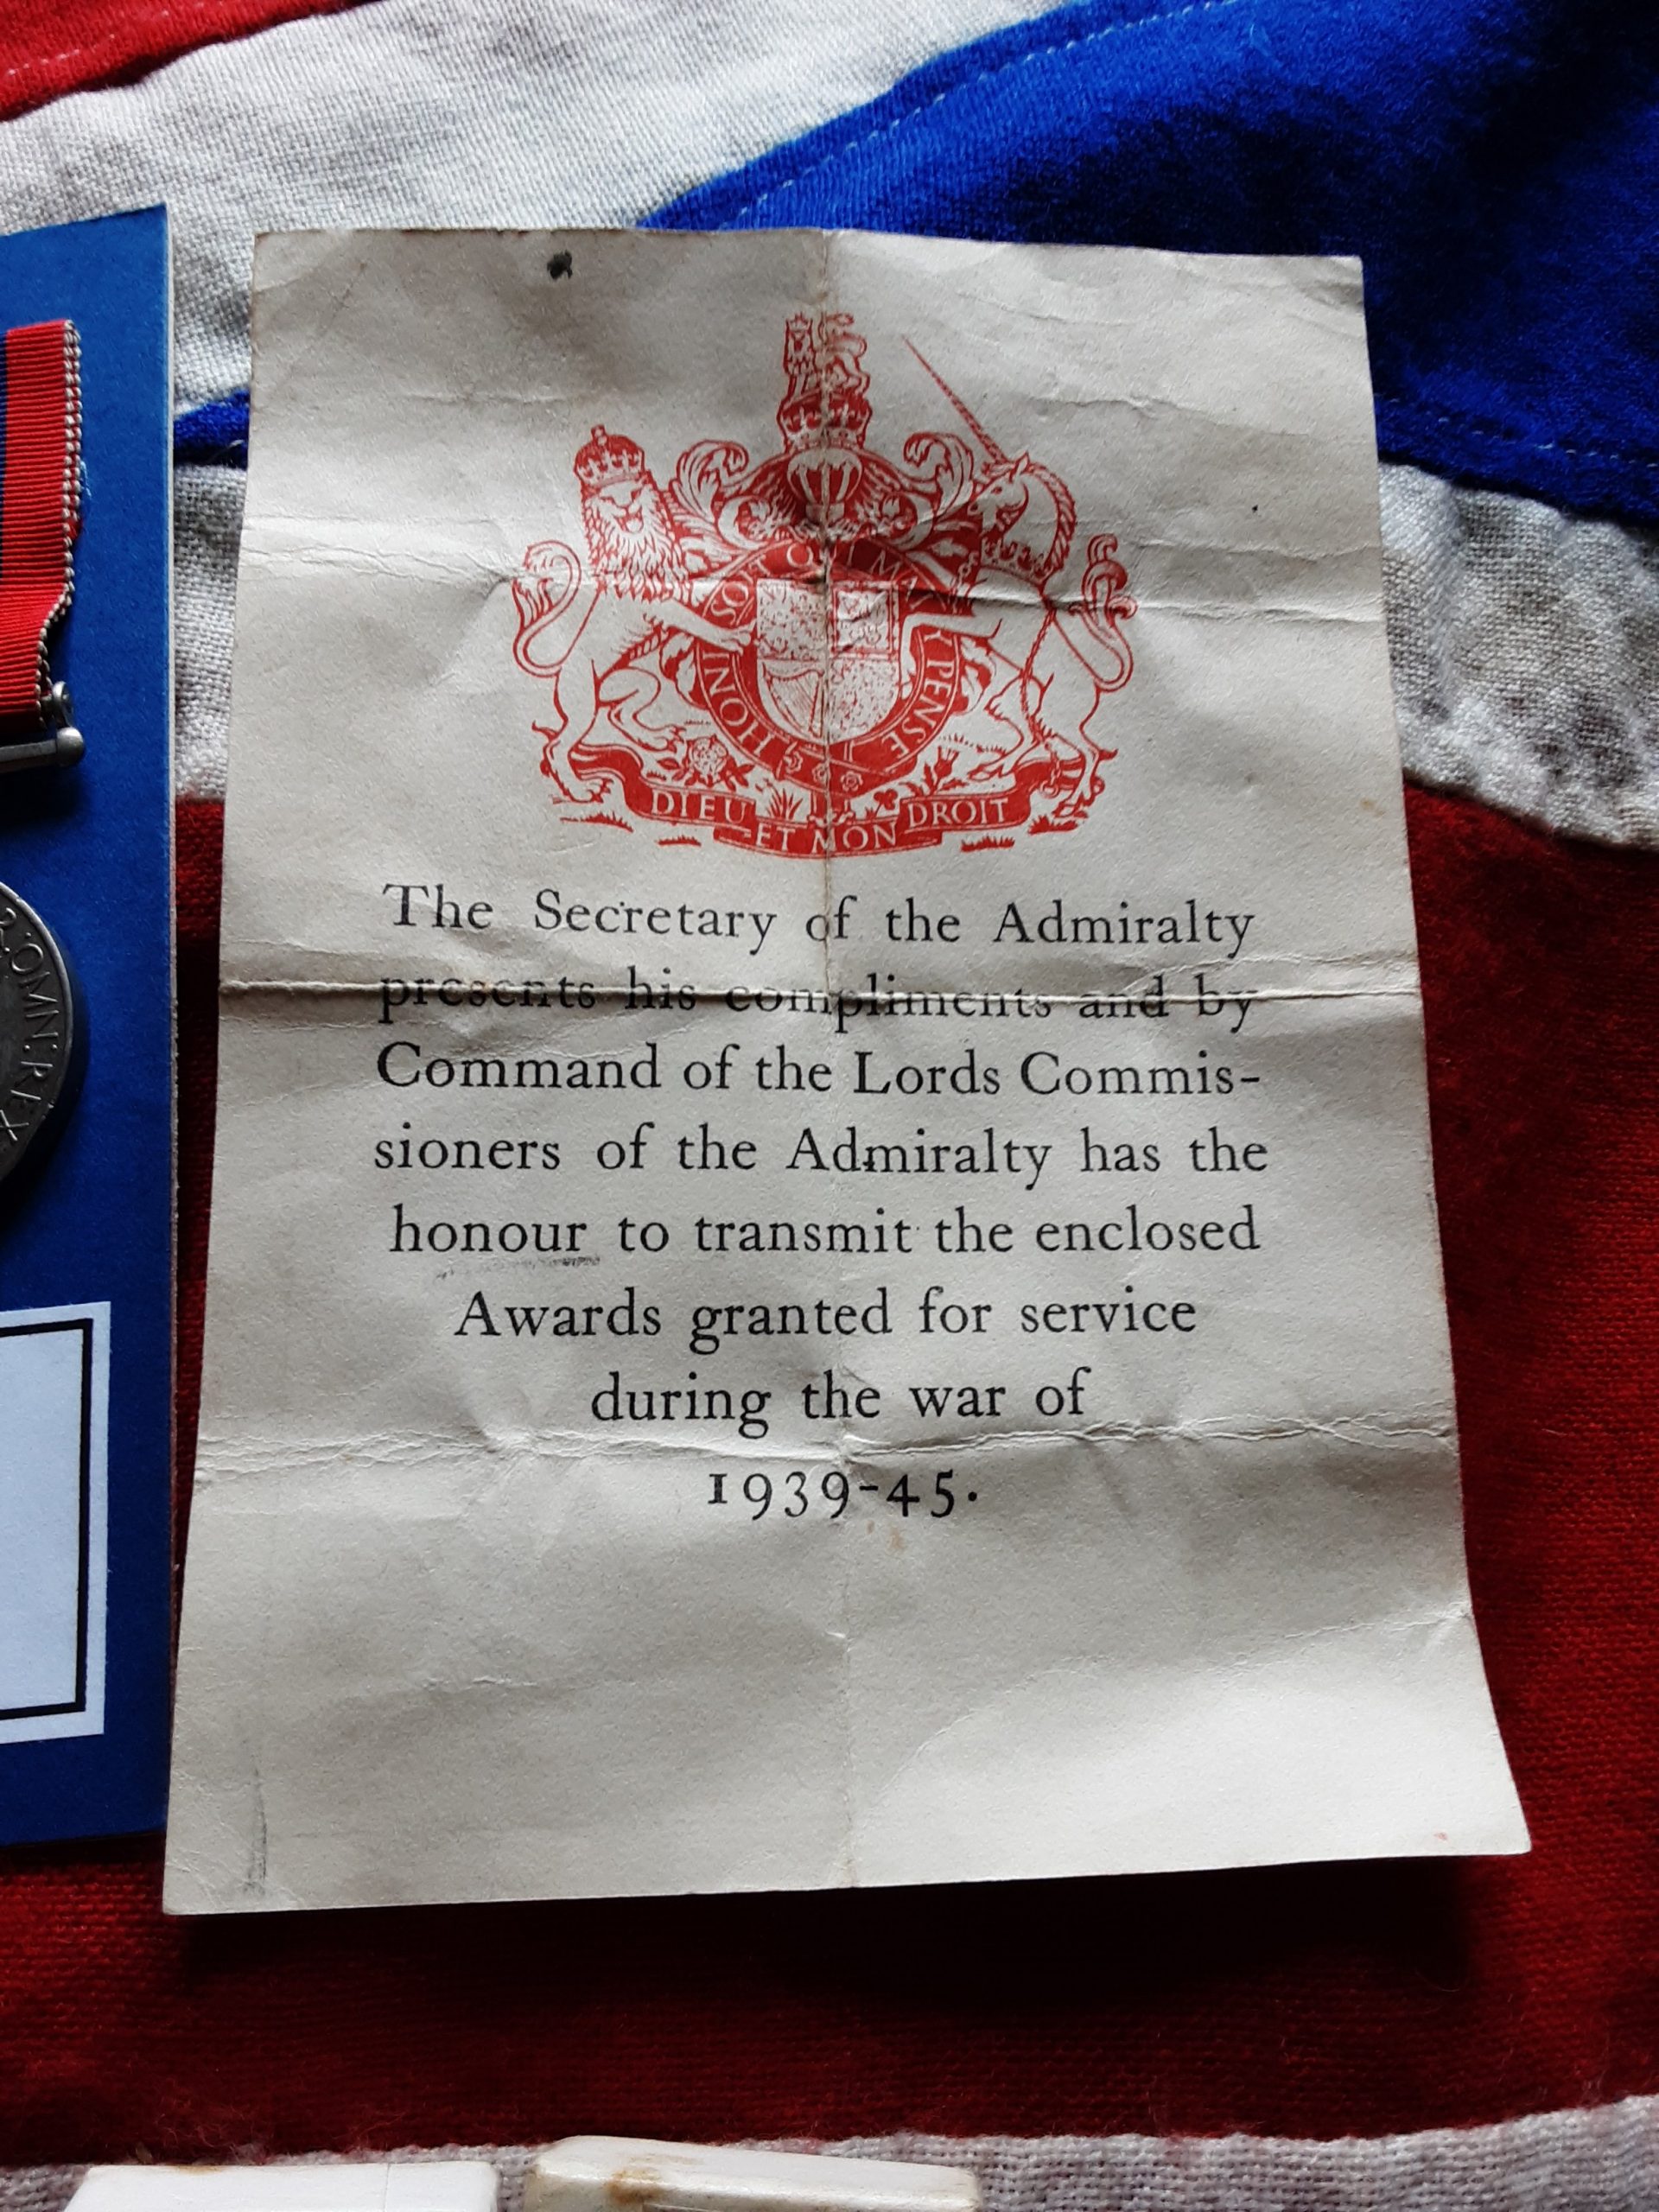 HONI SOIT QUI MAL Y PENSE
DIEU ET MON DROIT
The Secretary of the Admiralty
presents his compliments and by
Command of the Lords Commis-
sioners of the Admiralty has the
honour to transmit the enclosed
Awards granted for service
during the war of
1939-45.
OMN:REX